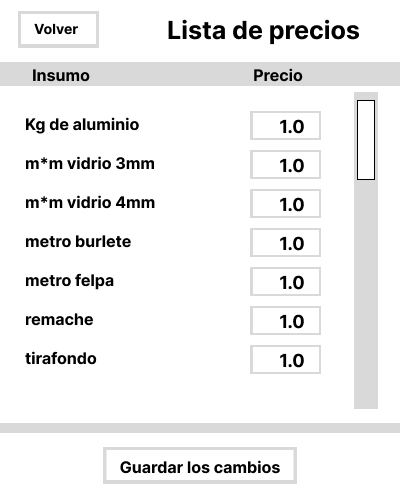 Volver
Lista de precios
Insumo Precio
Kg de aluminio 1.0
m*m vidrio 3mm 1.0
m*m vidrio 4mm 1.0
metro burlete 1.0
metro felpa 1.0
remache 1.0
tirafondo 1.0
Guardar los cambios